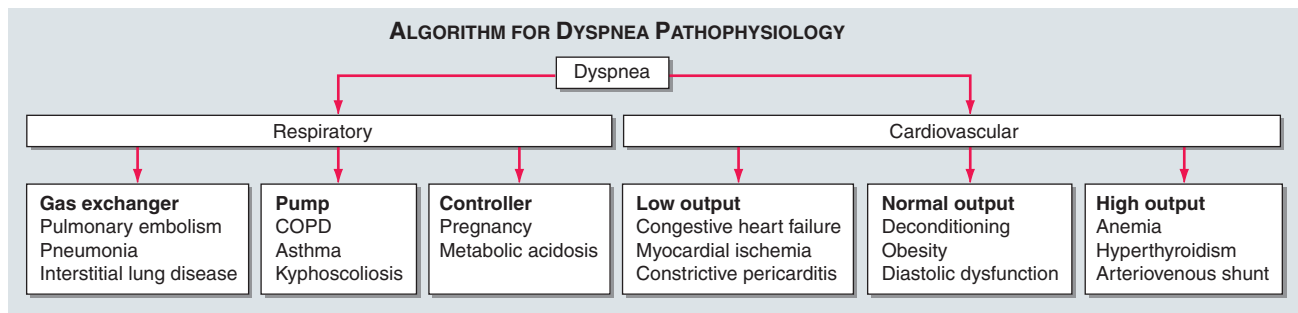 ALGORITHM FOR DYSPNEA PATHOPHYSIOLOGY
Dyspnea
Respiratory
Cardiovascular
Gas exchanger
Pulmonary embolism
Pneumonia
Interstitial lung disease
Pump
COPD
Asthma
Kyphoscoliosis
Controller
Pregnancy
Metabolic acidosis
Low output
Congestive heart failure
Myocardial ischemia
Constrictive pericarditis
Normal output
Deconditioning
Obesity
Diastolic dysfunction
High output
Anemia
Hyperthyroidism
Arteriovenous shunt